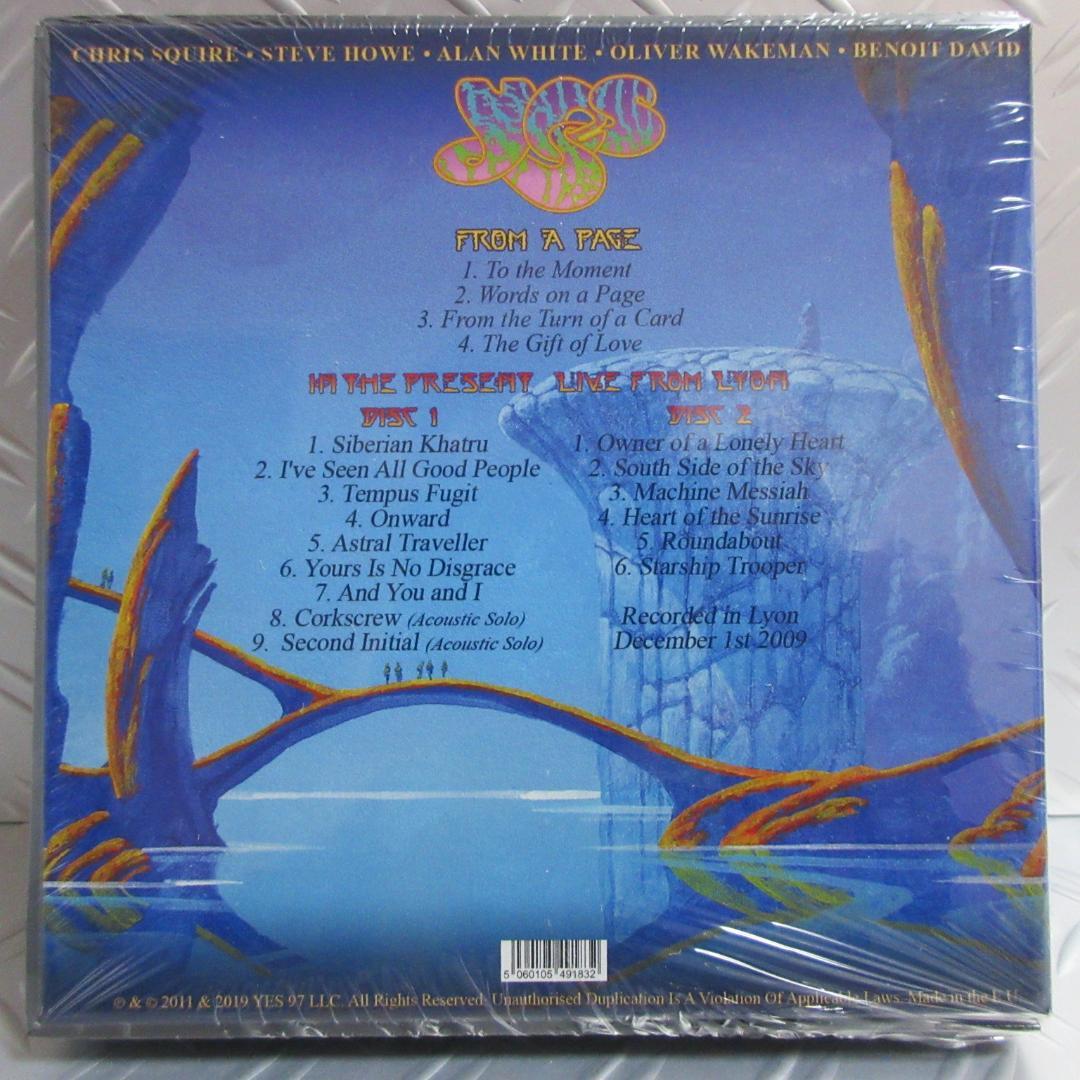 CHRIS SQUIRE • STEVE HOWE • ALAN WHITE • OLIVER WAKEMAN • BENOIT DAVID
YES
FROM A PAGE
1. To the Moment
2. Words on a Page
3. From the Turn of a Card
4. The Gift of Love
IN THE PRESENT LIVE FROM LYON
DISC 1
1. Siberian Khatru
2. I've Seen All Good People
3. Tempus Fugit
4. Onward
5. Astral Traveller
6. Yours Is No Disgrace
7. And You and I
8. Corkscrew (Acoustic Solo)
9. Second Initial (Acoustic Solo)
DISC 2
1. Owner of a Lonely Heart
2. South Side of the Sky
3. Machine Messiah
4. Heart of the Sunrise
5. Roundabout
6. Starship Trooper
Recorded in Lyon
December 1st 2009
5 060105 491832
℗ & © 2011 & 2019 YES 97 LLC. All Rights Reserved. Unauthorised Duplication Is A Violation Of Applicable Laws. Made in the E.U.